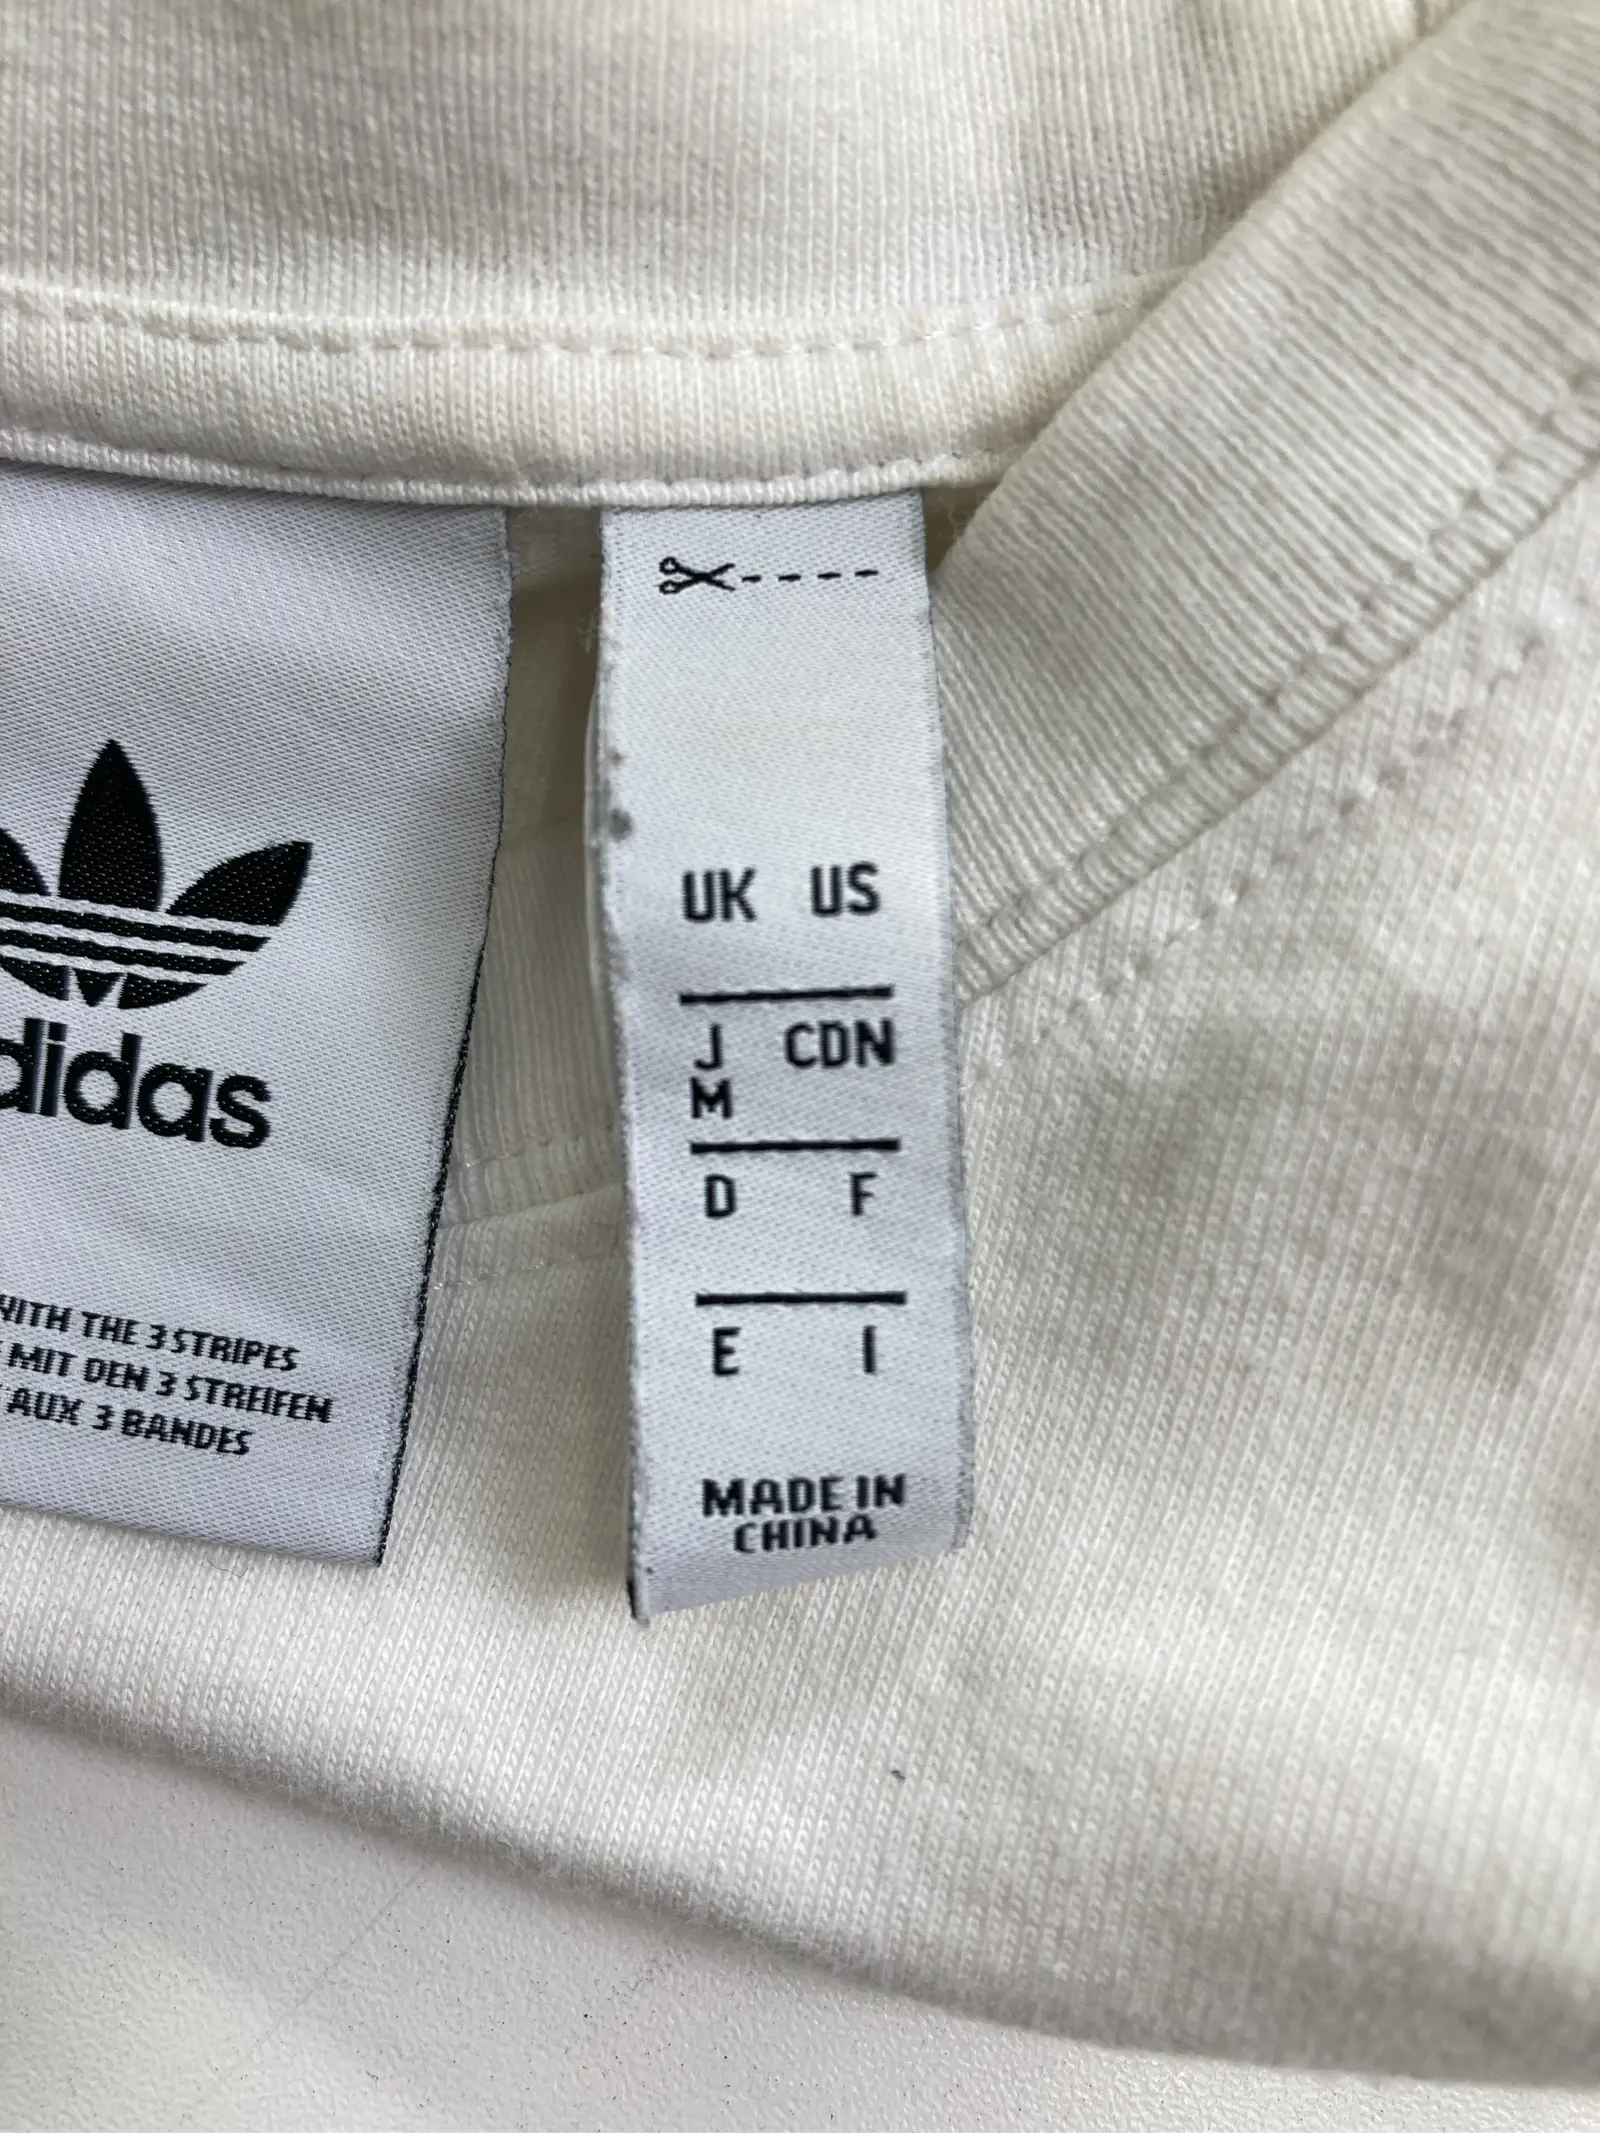 adidas
WITH THE 3 STRIPES
MIT DEN 3 STREIFEN
AUX 3 BANDES
UK US
J CDN
M
D F
E I
MADE IN
CHINA